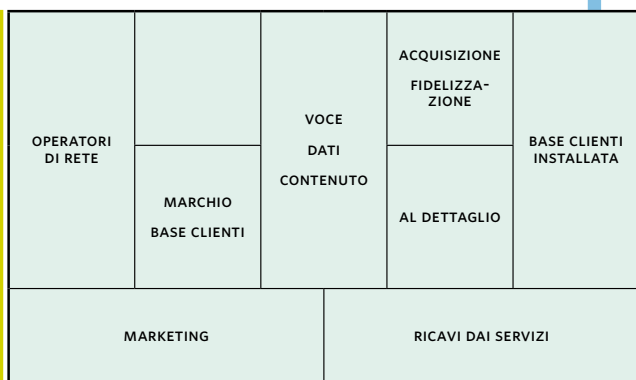 OPERATORI
DI RETE
MARCHIO
BASE CLIENTI
VOCE
DATI
CONTENUTO
ACQUISIZIONE
FIDELIZZA-
ZIONE
AL DETTAGLIO
BASE CLIENTI
INSTALLATA
MARKETING
RICAVI DAI SERVIZI